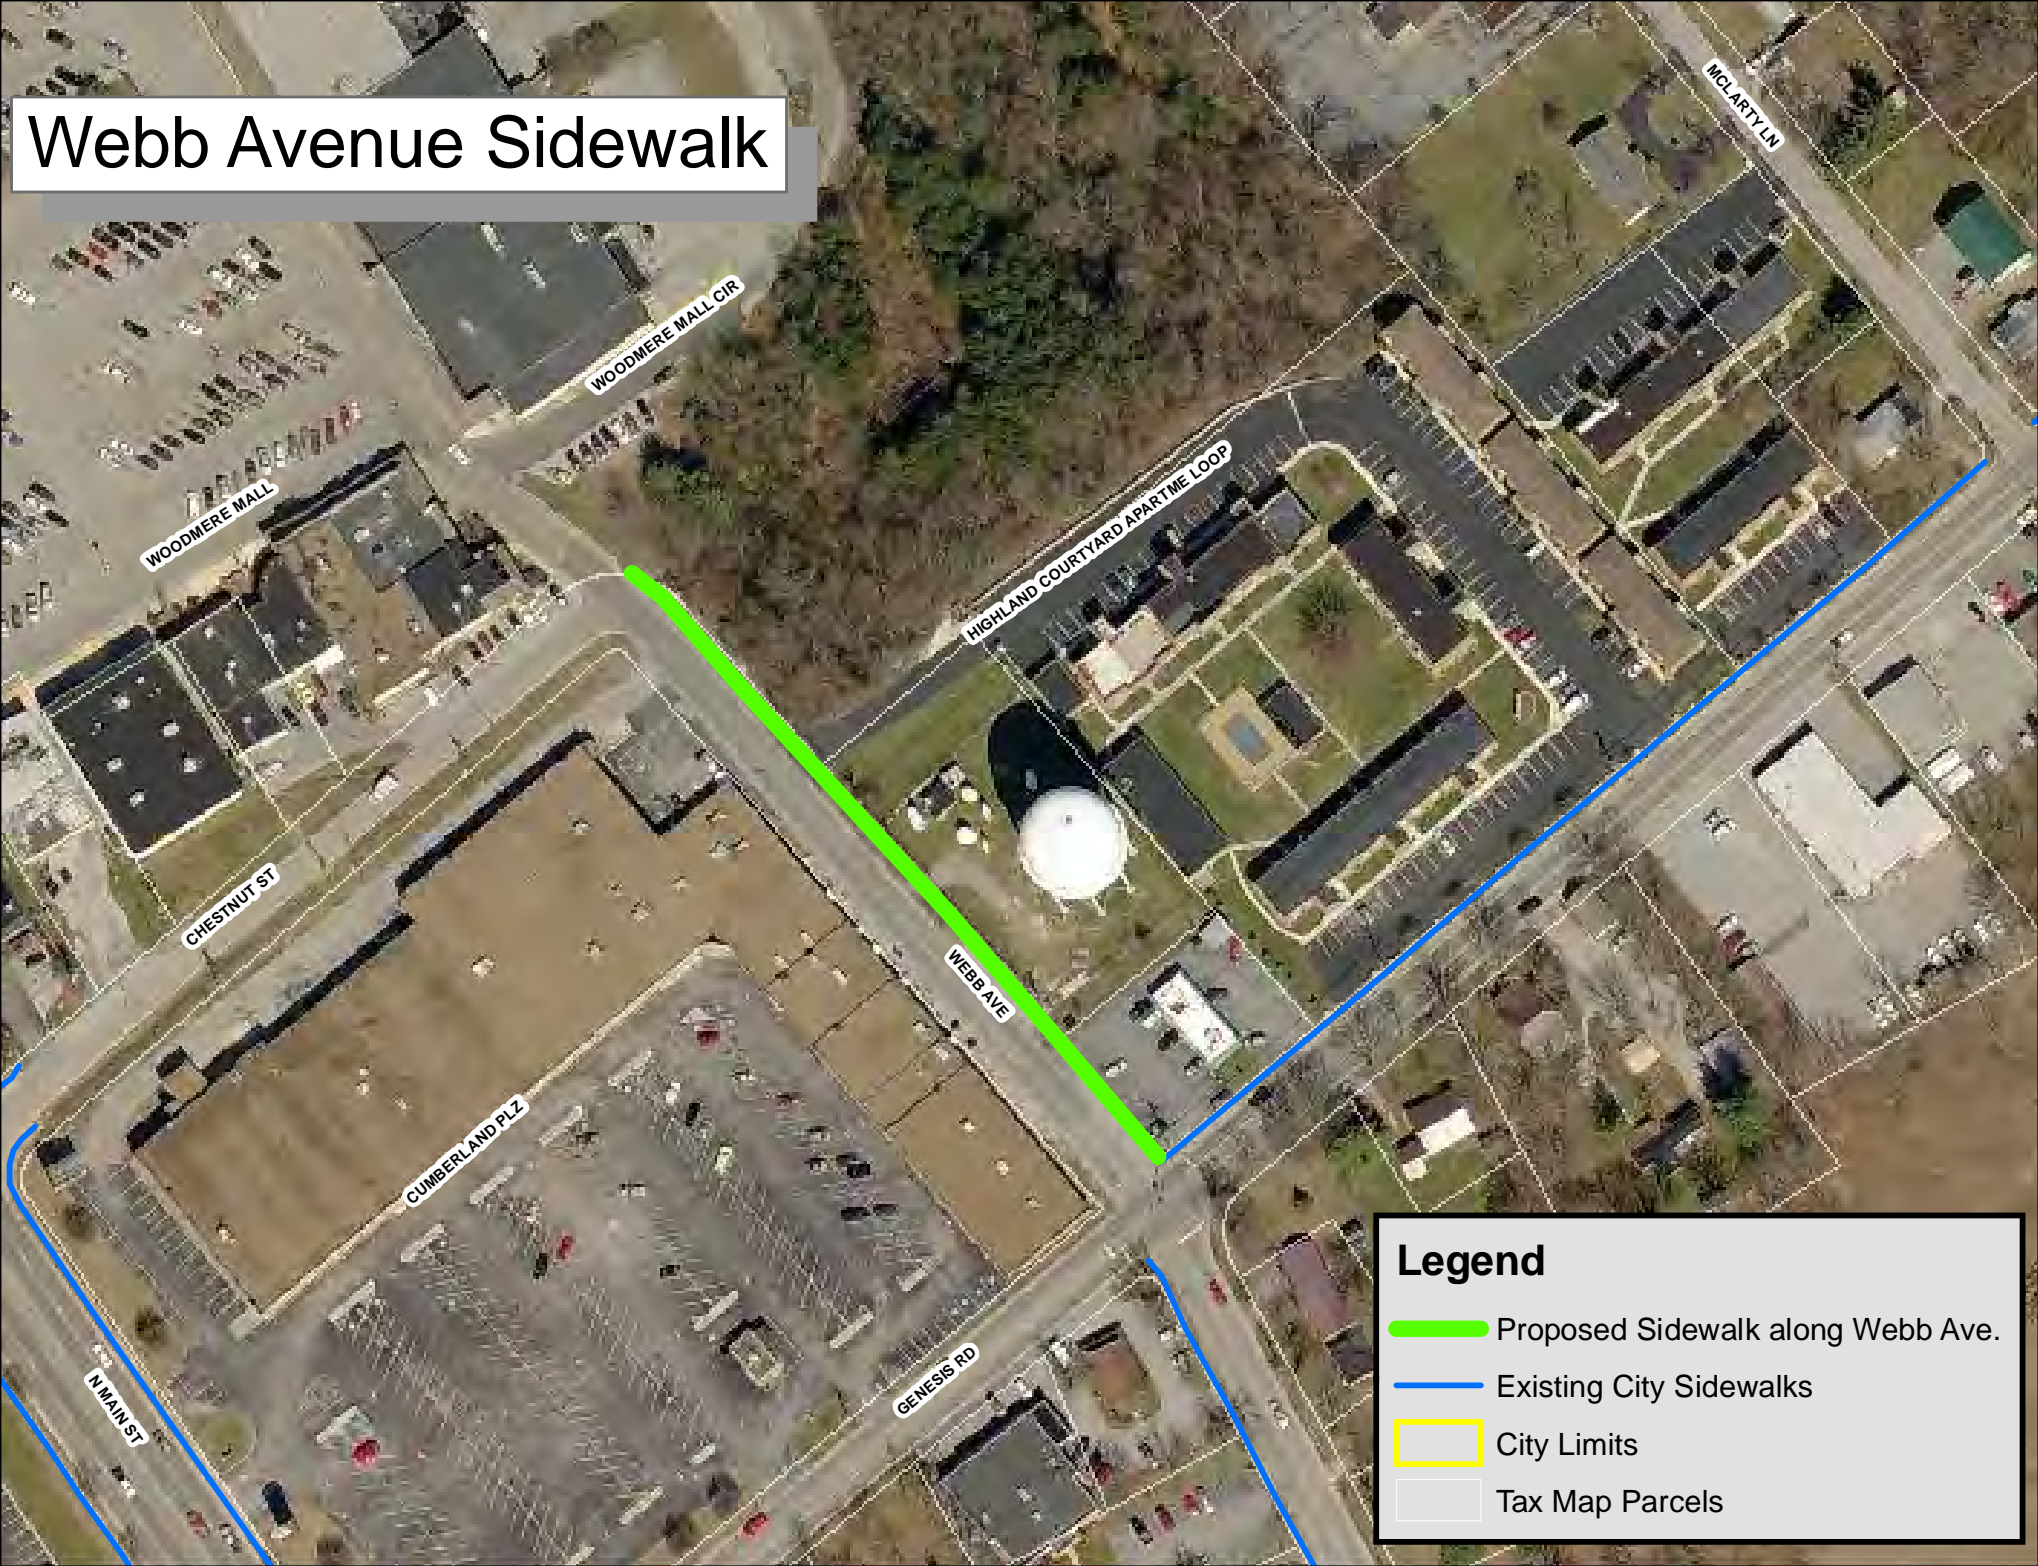 Webb Avenue Sidewalk
MCLARTY LN
WOODMERE MALL CIR
WOODMERE MALL
HIGHLAND COURTYARD APARTME LOOP
CHESTNUT ST
WEBB AVE
CUMBERLAND PLZ
GENESIS RD
N MAIN ST
Legend
Proposed Sidewalk along Webb Ave.
Existing City Sidewalks
City Limits
Tax Map Parcels